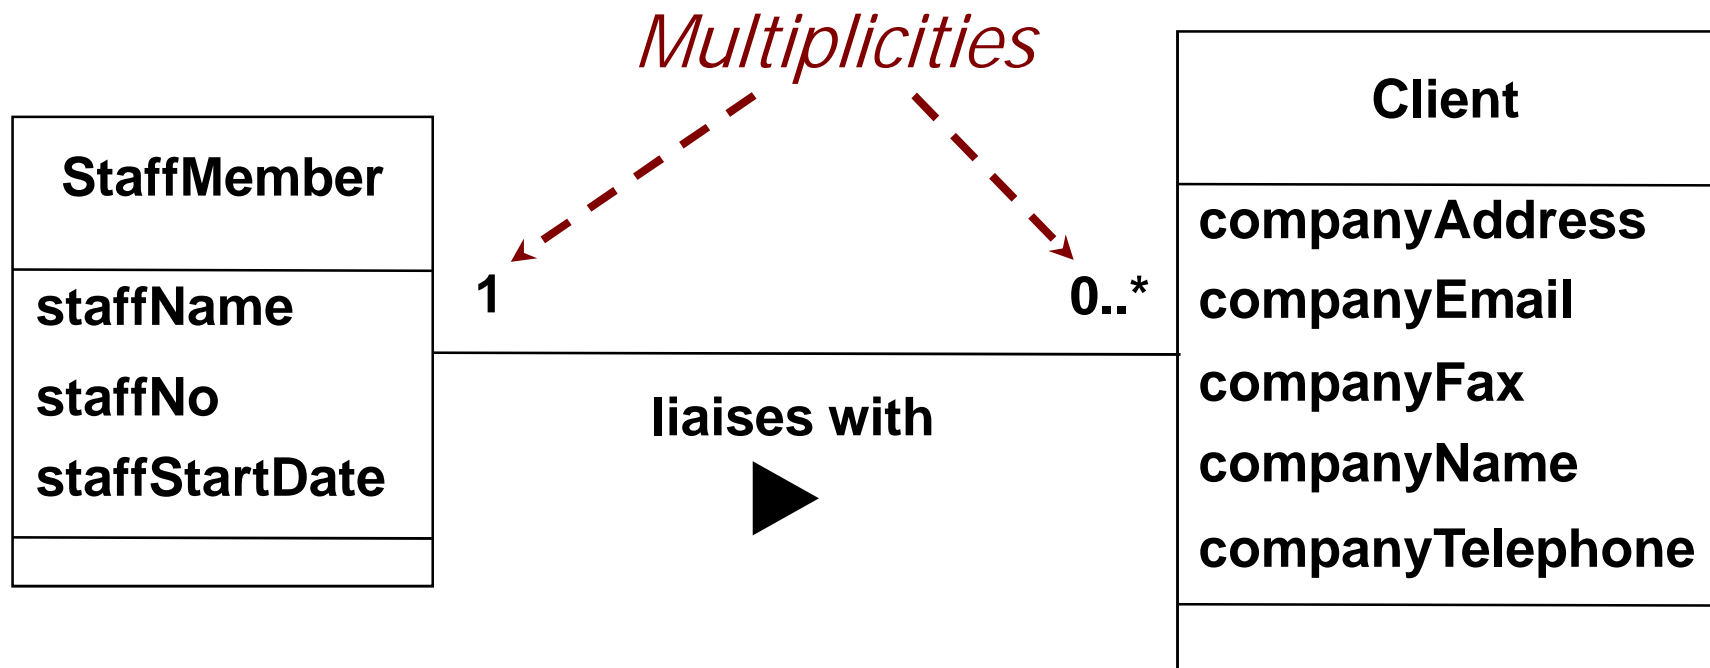 Multiplicities
StaffMember
staffName
staffNo
staffStartDate
1
0..*
liaises with
Client
companyAddress
companyEmail
companyFax
companyName
companyTelephone